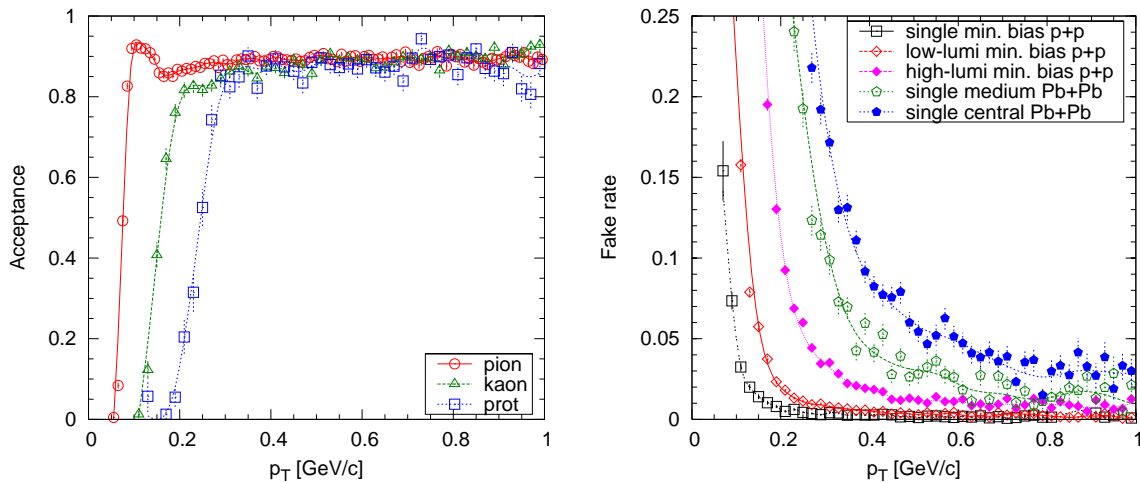 Acceptance
1
0.8
0.6
0.4
0.2
0
0
0.2
0.4
0.6
0.8
1
p_T [GeV/c]
pion
kaon
prot
Fake rate
0.25
0.2
0.15
0.1
0.05
0
0
0.2
0.4
0.6
0.8
1
p_T [GeV/c]
single min. bias p+p
low-lumi min. bias p+p
high-lumi min. bias p+p
single medium Pb+Pb
single central Pb+Pb